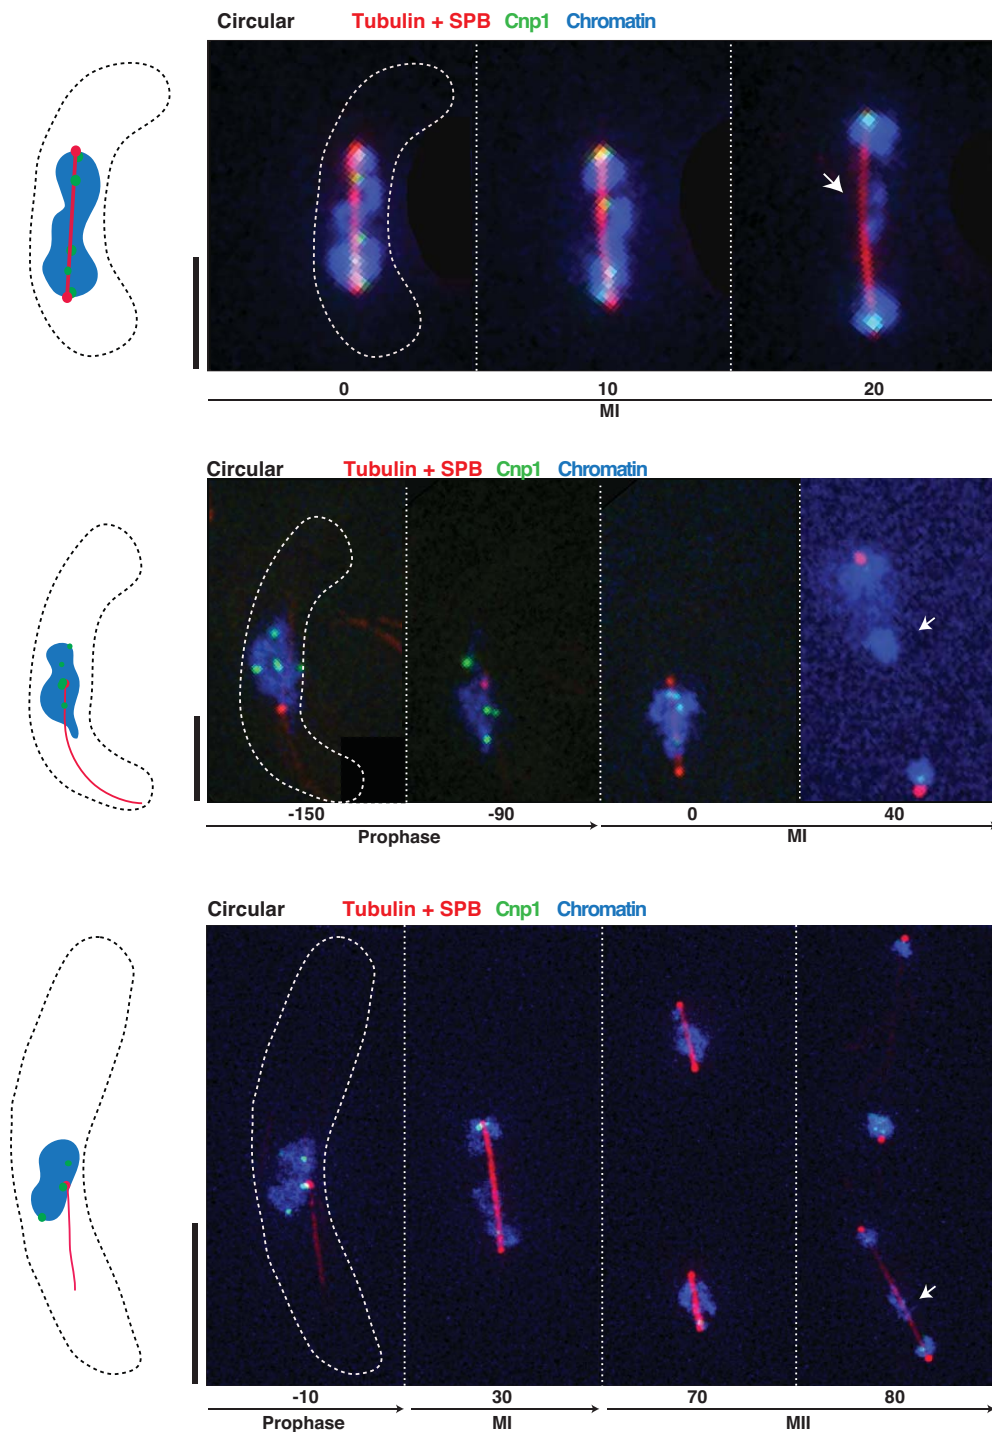 Circular Tubulin + SPB Cnp1 Chromatin
0 10 20
MI
Circular Tubulin + SPB Cnp1 Chromatin
-150 -90 0 40
Prophase MI
Circular Tubulin + SPB Cnp1 Chromatin
-10 30 70 80
Prophase MI MII